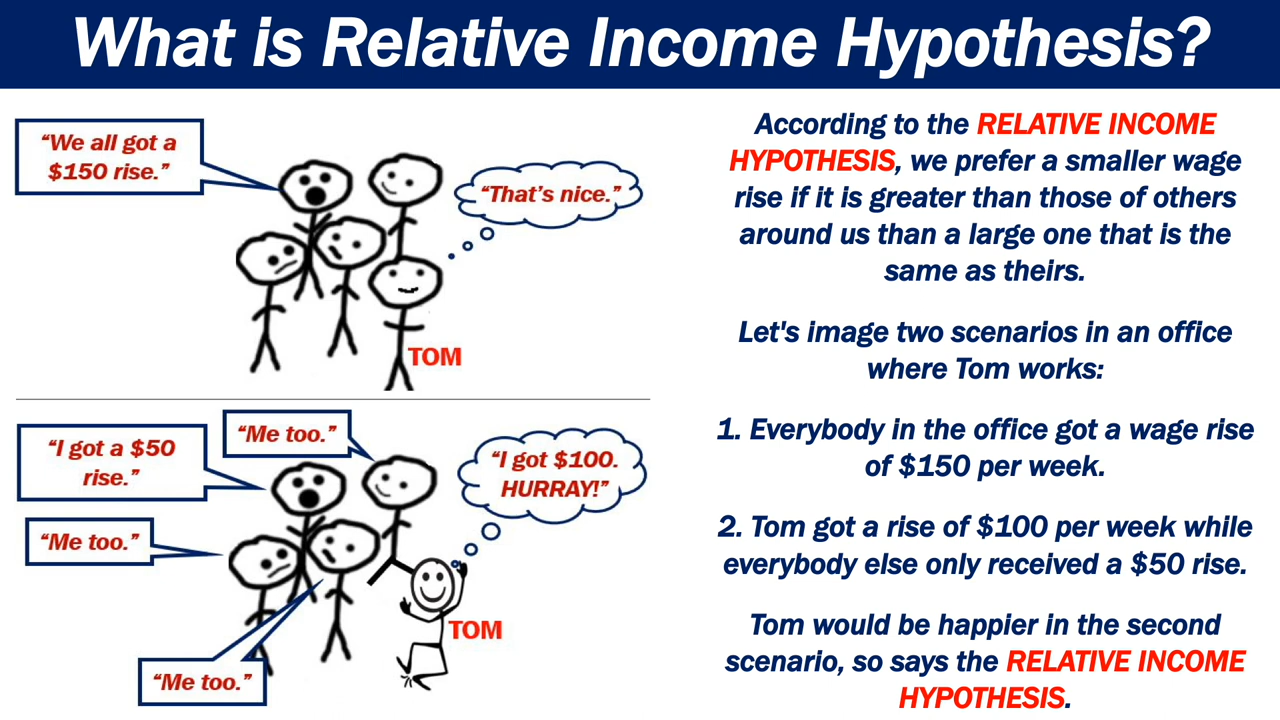 What is Relative Income Hypothesis?
“We all got a
$150 rise.”
“That’s nice.”
TOM
“I got a $50
rise.”
“Me too.”
“I got $100.
HURRAY!”
“Me too.”
TOM
“Me too.”
According to the RELATIVE INCOME
HYPOTHESIS, we prefer a smaller wage
rise if it is greater than those of others
around us than a large one that is the
same as theirs.
Let's image two scenarios in an office
where Tom works:
1. Everybody in the office got a wage rise
of $150 per week.
2. Tom got a rise of $100 per week while
everybody else only received a $50 rise.
Tom would be happier in the second
scenario, so says the RELATIVE INCOME
HYPOTHESIS.